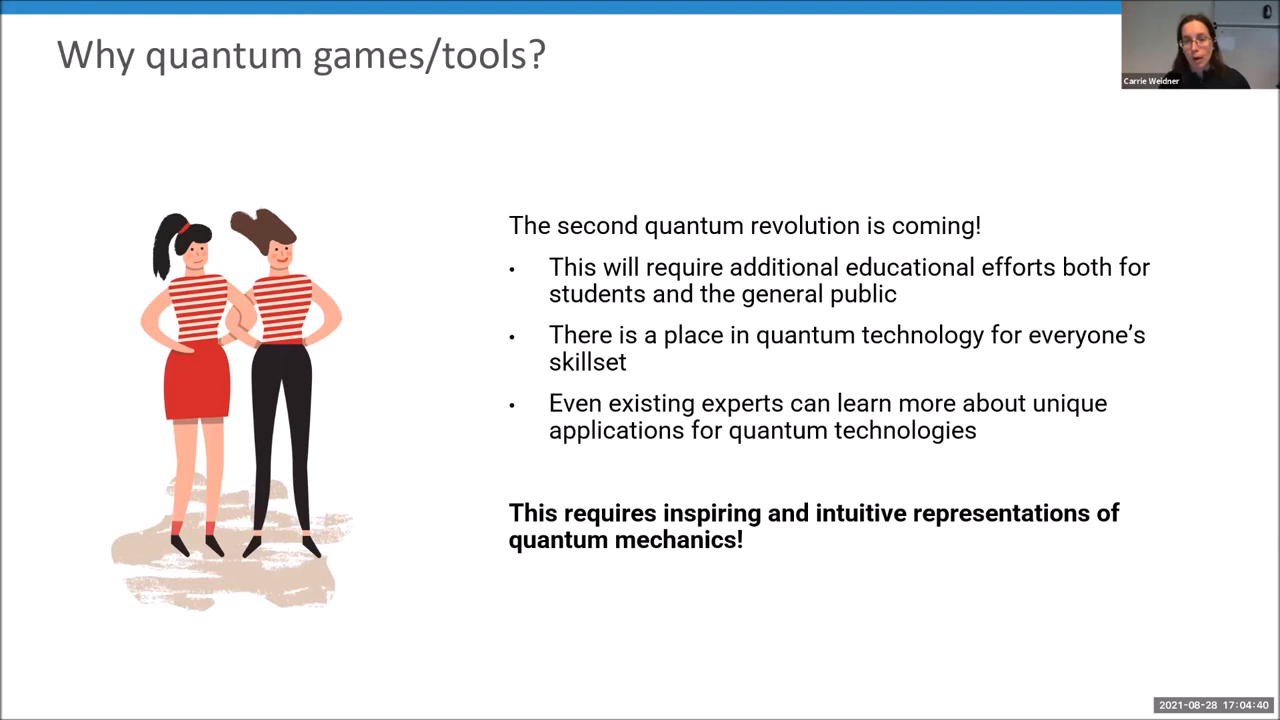 Why quantum games/tools?
Carrie Weidner
The second quantum revolution is coming!
• This will require additional educational efforts both for
students and the general public
• There is a place in quantum technology for everyone’s
skillset
• Even existing experts can learn more about unique
applications for quantum technologies
This requires inspiring and intuitive representations of
quantum mechanics!
2021-08-28 17:04:40